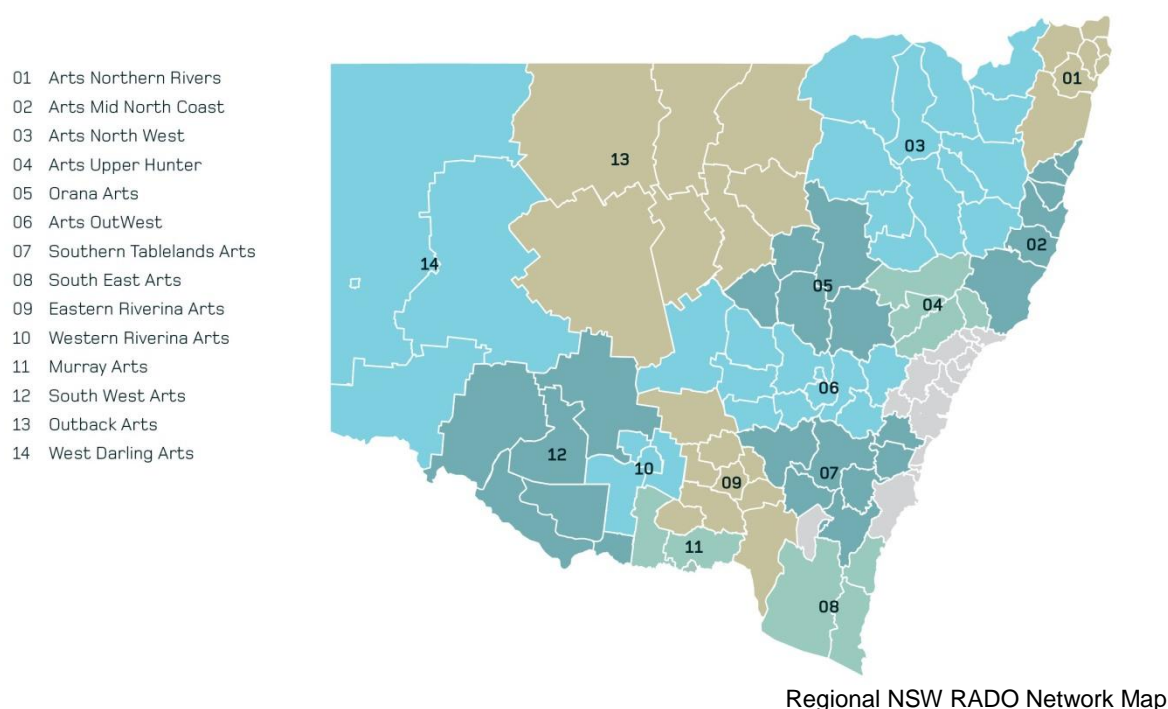 01 Arts Northern Rivers
02 Arts Mid North Coast
03 Arts North West
04 Arts Upper Hunter
05 Orana Arts
06 Arts OutWest
07 Southern Tablelands Arts
08 South East Arts
09 Eastern Riverina Arts
10 Western Riverina Arts
11 Murray Arts
12 South West Arts
13 Outback Arts
14 West Darling Arts
01
03
13
02
14
05
04
06
12
10
07
09
11
08
Regional NSW RADO Network Map